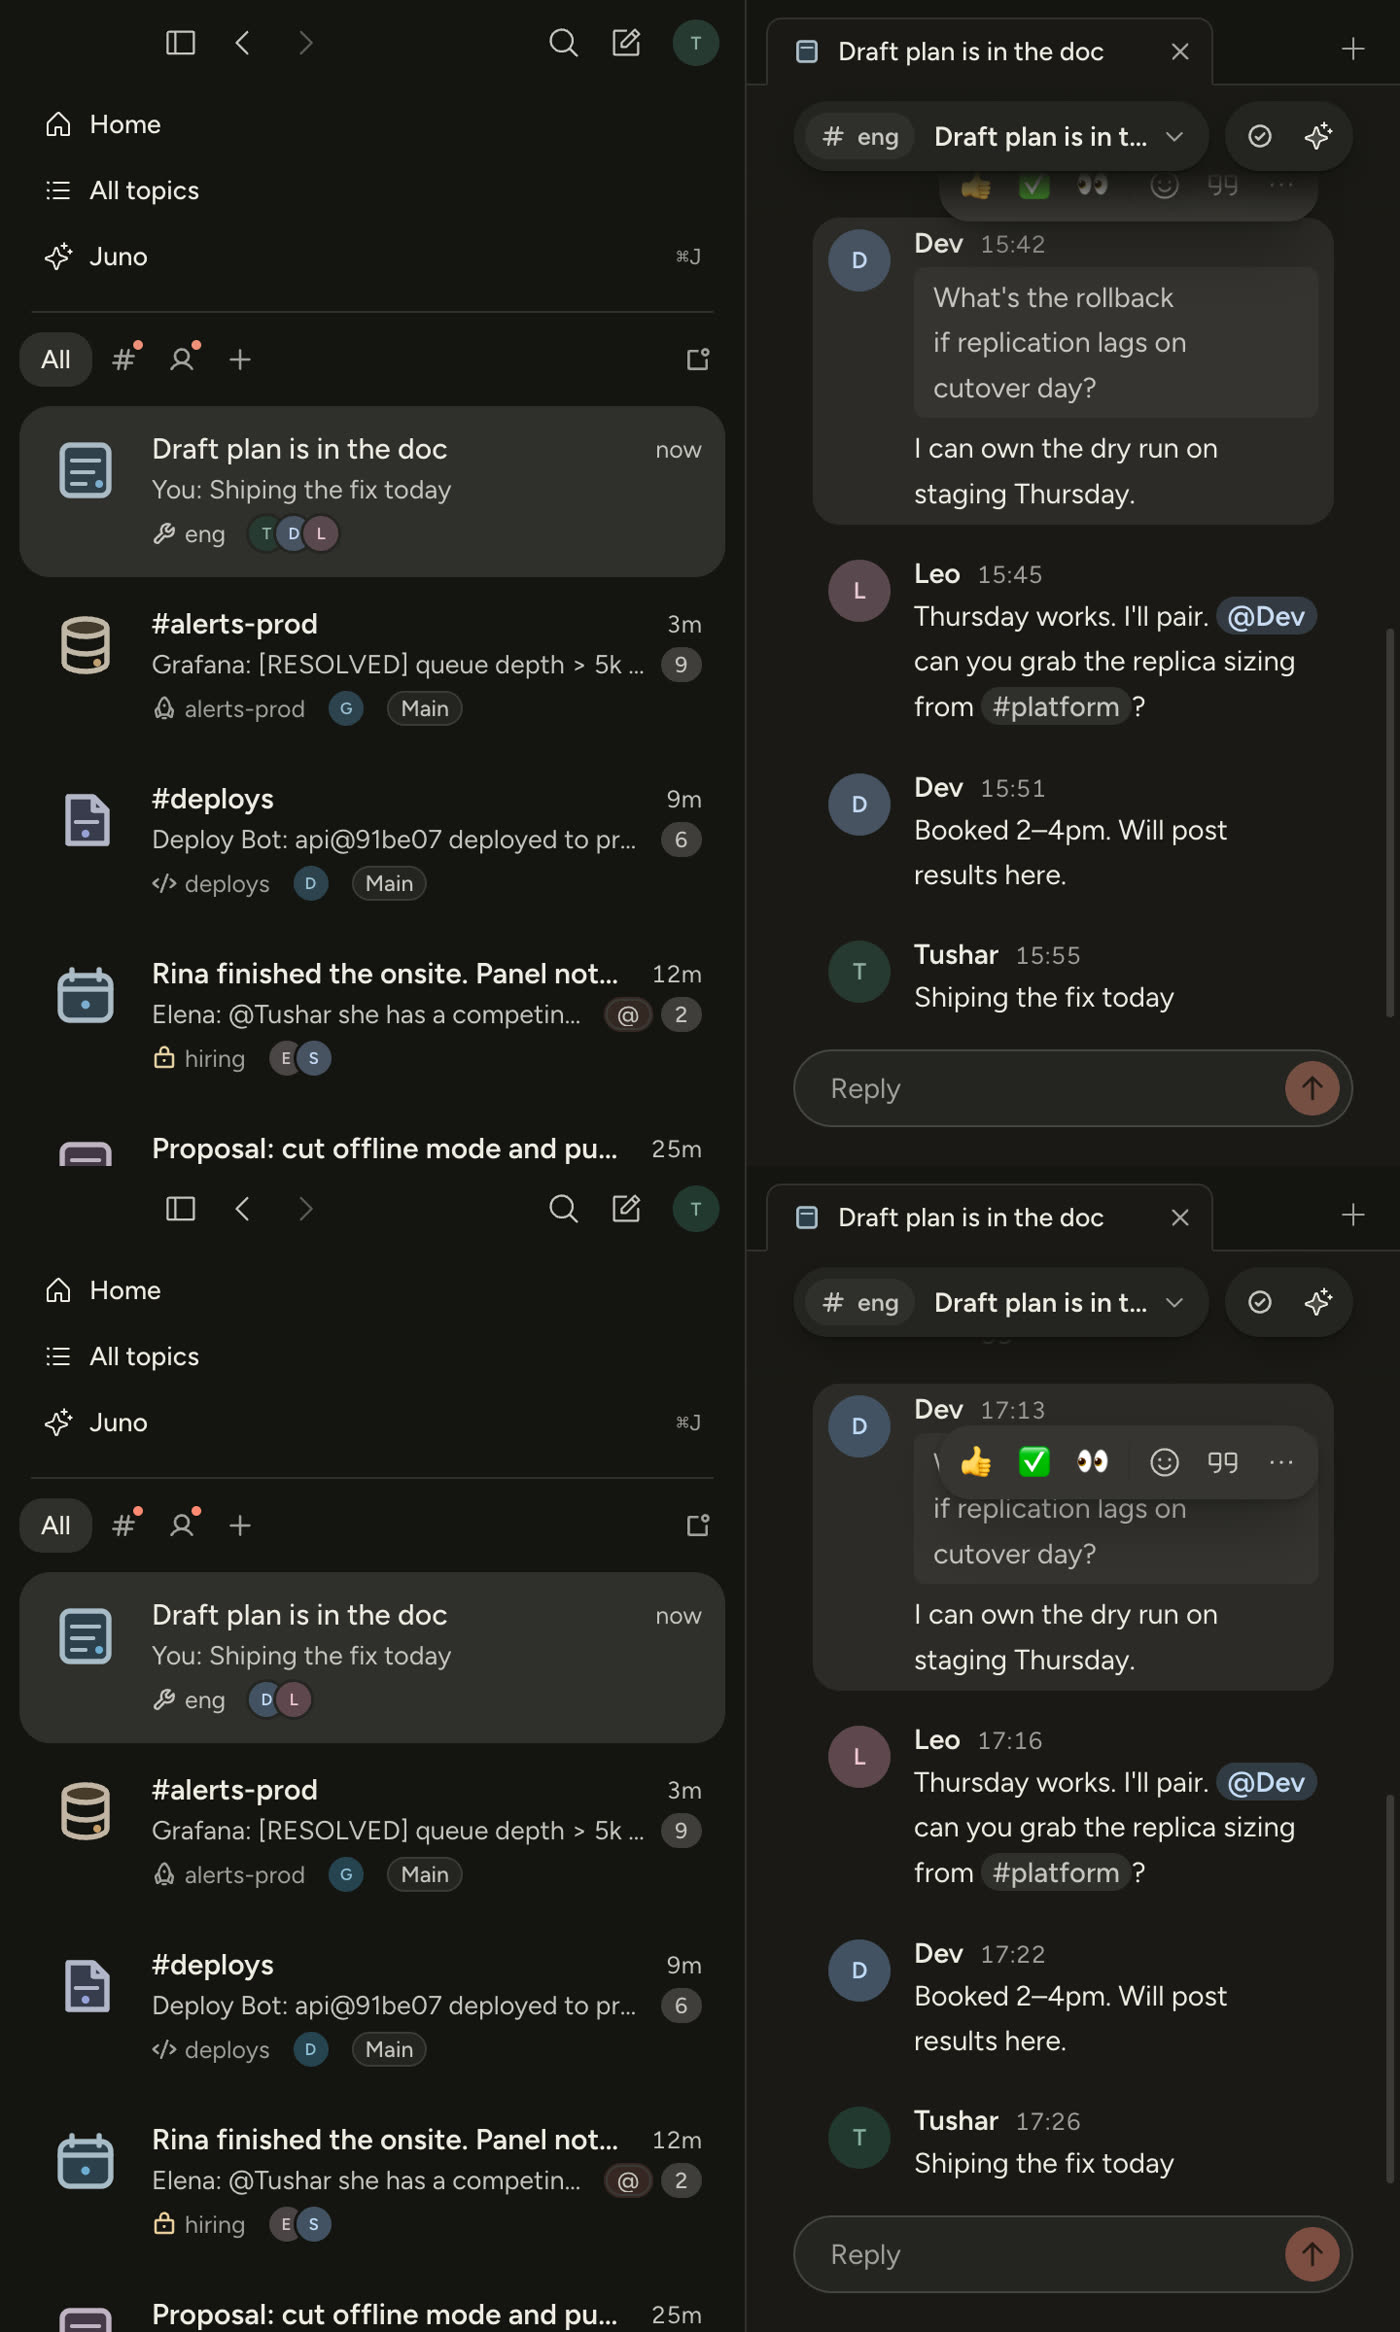 T
Home
All topics
Juno
⌘J
All
Draft plan is in the doc
now
You: Shiping the fix today
eng
T
D
L
#alerts-prod
3m
Grafana: [RESOLVED] queue depth > 5k ...
9
alerts-prod
G
Main
#deploys
9m
Deploy Bot: api@91be07 deployed to pr...
6
deploys
D
Main
Rina finished the onsite. Panel not...
12m
Elena: @Tushar she has a competin...
@
2
hiring
E
S
Proposal: cut offline mode and pu...
25m
Draft plan is in the doc
# eng
Draft plan is in t...
D
Dev 15:42
What's the rollback
if replication lags on
cutover day?
I can own the dry run on
staging Thursday.
L
Leo 15:45
Thursday works. I'll pair. @Dev
can you grab the replica sizing
from #platform ?
D
Dev 15:51
Booked 2–4pm. Will post
results here.
T
Tushar 15:55
Shiping the fix today
Reply
T
Home
All topics
Juno
⌘J
All
Draft plan is in the doc
now
You: Shiping the fix today
eng
D
L
#alerts-prod
3m
Grafana: [RESOLVED] queue depth > 5k ...
9
alerts-prod
G
Main
#deploys
9m
Deploy Bot: api@91be07 deployed to pr...
6
deploys
D
Main
Rina finished the onsite. Panel not...
12m
Elena: @Tushar she has a competin...
@
2
hiring
E
S
Proposal: cut offline mode and pu...
25m
Draft plan is in the doc
# eng
Draft plan is in t...
D
Dev 17:13
if replication lags on
cutover day?
I can own the dry run on
staging Thursday.
L
Leo 17:16
Thursday works. I'll pair. @Dev
can you grab the replica sizing
from #platform ?
D
Dev 17:22
Booked 2–4pm. Will post
results here.
T
Tushar 17:26
Shiping the fix today
Reply